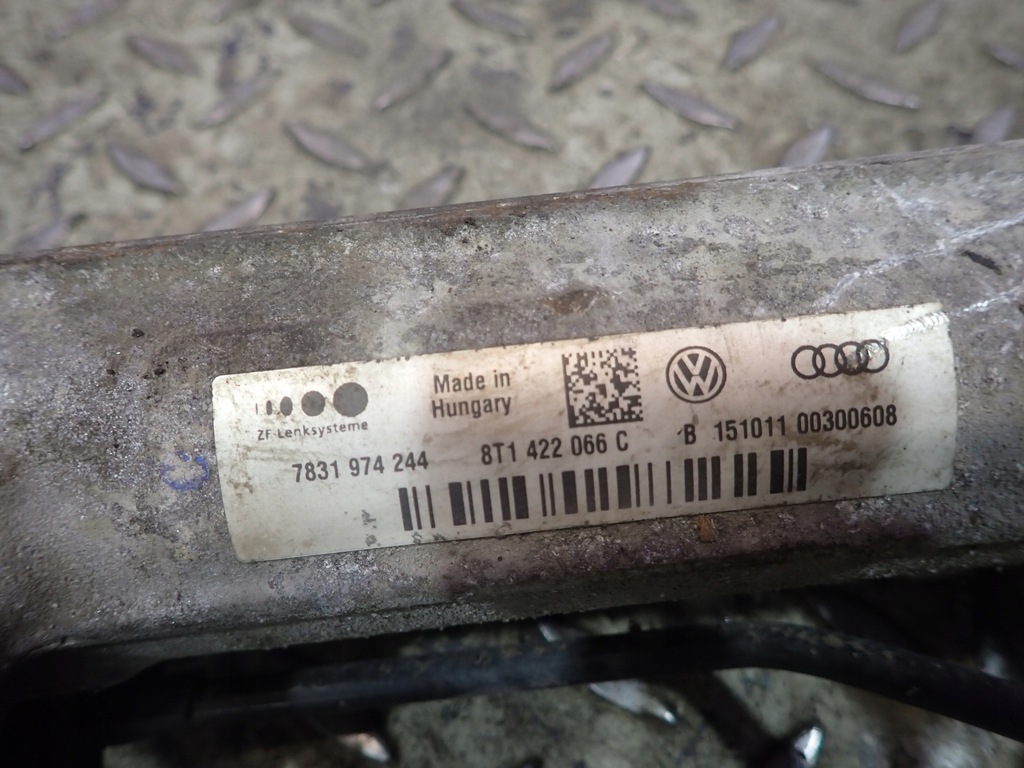 ZF Lenksysteme
Made in
Hungary
7831 974 244
8T1 422 066 C
B 151011 00300608